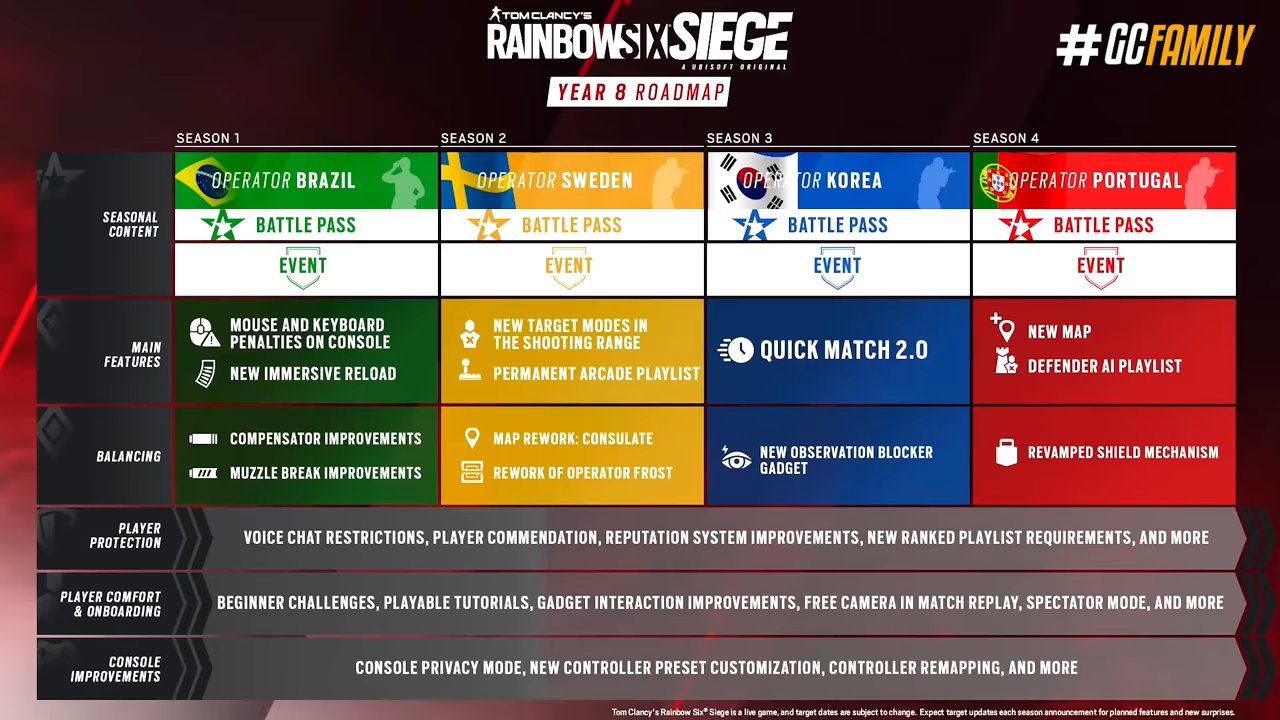 TOM CLANCY'S
RAINBOWSIX SIEGE
A UBISOFT ORIGINAL
#GCFAMILY
YEAR 8 ROADMAP
SEASON 1
SEASON 2
SEASON 3
SEASON 4
SEASONAL
CONTENT
OPERATOR BRAZIL
OPERATOR SWEDEN
OPERATOR KOREA
OPERATOR PORTUGAL
BATTLE PASS
BATTLE PASS
BATTLE PASS
BATTLE PASS
EVENT
EVENT
EVENT
EVENT
MAIN
FEATURES
MOUSE AND KEYBOARD
PENALTIES ON CONSOLE
NEW IMMERSIVE RELOAD
NEW TARGET MODES IN
THE SHOOTING RANGE
PERMANENT ARCADE PLAYLIST
QUICK MATCH 2.0
NEW MAP
DEFENDER AI PLAYLIST
BALANCING
COMPENSATOR IMPROVEMENTS
MUZZLE BREAK IMPROVEMENTS
MAP REWORK: CONSULATE
REWORK OF OPERATOR FROST
NEW OBSERVATION BLOCKER
GADGET
REVAMPED SHIELD MECHANISM
PLAYER
PROTECTION
VOICE CHAT RESTRICTIONS, PLAYER COMMENDATION, REPUTATION SYSTEM IMPROVEMENTS, NEW RANKED PLAYLIST REQUIREMENTS, AND MORE
PLAYER COMFORT
& ONBOARDING
BEGINNER CHALLENGES, PLAYABLE TUTORIALS, GADGET INTERACTION IMPROVEMENTS, FREE CAMERA IN MATCH REPLAY, SPECTATOR MODE, AND MORE
CONSOLE
IMPROVEMENTS
CONSOLE PRIVACY MODE, NEW CONTROLLER PRESET CUSTOMIZATION, CONTROLLER REMAPPING, AND MORE
Tom Clancy's Rainbow Six® Siege is a live game, and target dates are subject to change. Expect target updates each season announcement for planned features and new surprises.